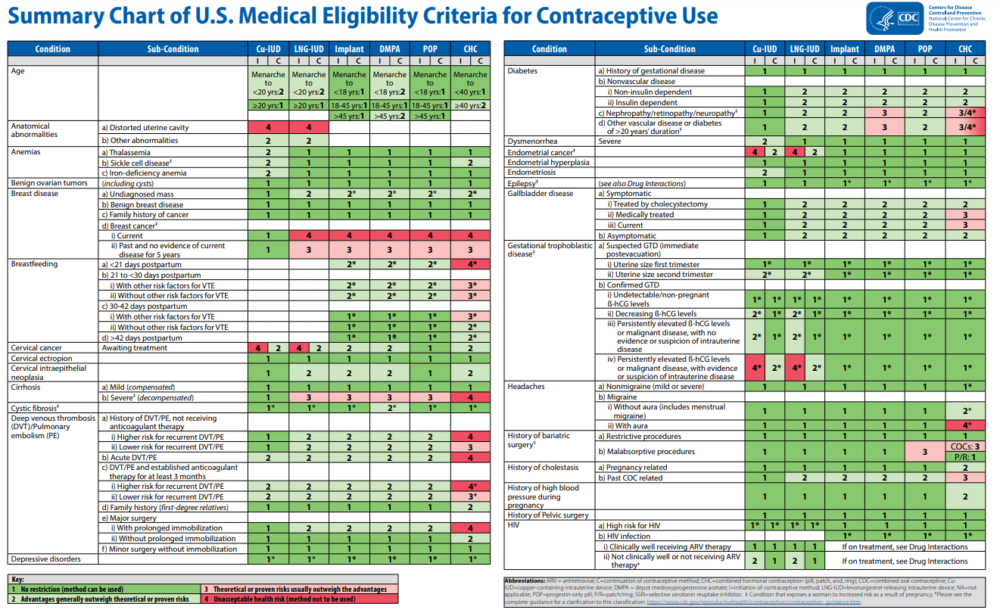 Summary Chart of U.S. Medical Eligibility Criteria for Contraceptive Use
CDC
Centers for Disease
Control and Prevention
National Center for Chronic
Disease Prevention and
Health Promotion
Condition Sub-Condition Cu-IUD LNG-IUD Implant DMPA POP CHC
I C I C I C I C I C I C
Age Menarche to <20 yrs:2 Menarche to <20 yrs:2 Menarche to <18 yrs:1 Menarche to <18 yrs:2 Menarche to <18 yrs:1 Menarche to <40 yrs:1
≥20 yrs:1 ≥20 yrs:1 18-45 yrs:1 18-45 yrs:1 18-45 yrs:1 ≥40 yrs:2
>45 yrs:1 >45 yrs:2 >45 yrs:1
Anatomical abnormalities a) Distorted uterine cavity 4 4
b) Other abnormalities 2 2
Anemias a) Thalassemia 2 1 1 1 1 1
b) Sickle cell disease‡ 2 1 1 1 1 2
c) Iron-deficiency anemia 2 1 1 1 1 1
Benign ovarian tumors (including cysts) 1 1 1 1 1 1
Breast disease a) Undiagnosed mass 1 2 2* 2* 2* 2*
b) Benign breast disease 1 1 1 1 1 1
c) Family history of cancer 1 1 1 1 1 1
d) Breast cancer‡
i) Current 1 4 4 4 4 4
ii) Past and no evidence of current disease for 5 years 1 3 3 3 3 3
Breastfeeding a) <21 days postpartum 2* 2* 2* 4*
b) 21 to <30 days postpartum
i) With other risk factors for VTE 2* 2* 2* 3*
ii) Without other risk factors for VTE 2* 2* 2* 3*
c) 30-42 days postpartum
i) With other risk factors for VTE 1* 1* 1* 3*
ii) Without other risk factors for VTE 1* 1* 1* 2*
d) >42 days postpartum 1* 1* 1* 2*
Cervical cancer Awaiting treatment 4 2 4 2 2 2 1 2
Cervical ectropion 1 1 1 1 1 1
Cervical intraepithelial neoplasia 1 2 2 2 1 2
Cirrhosis a) Mild (compensated) 1 1 1 1 1 1
b) Severe‡ (decompensated) 1 3 3 3 3 4
Cystic fibrosis‡ 1* 1* 1* 2* 1* 1*
Deep venous thrombosis (DVT)/Pulmonary embolism (PE) a) History of DVT/PE, not receiving anticoagulant therapy
i) Higher risk for recurrent DVT/PE 1 2 2 2 2 4
ii) Lower risk for recurrent DVT/PE 1 2 2 2 2 3
b) Acute DVT/PE 2 2 2 2 2 4
c) DVT/PE and established anticoagulant therapy for at least 3 months
i) Higher risk for recurrent DVT/PE 2 2 2 2 2 4*
ii) Lower risk for recurrent DVT/PE 2 2 2 2 2 3*
d) Family history (first-degree relatives) 1 1 1 1 1 2
e) Major surgery
i) With prolonged immobilization 1 2 2 2 2 4
ii) Without prolonged immobilization 1 1 1 1 1 2
f) Minor surgery without immobilization 1 1 1 1 1 1
Depressive disorders 1* 1* 1* 1* 1* 1*
Key:
1 No restriction (method can be used) 3 Theoretical or proven risks usually outweigh the advantages
2 Advantages generally outweigh theoretical or proven risks 4 Unacceptable health risk (method not to be used)
Condition Sub-Condition Cu-IUD LNG-IUD Implant DMPA POP CHC
I C I C I C I C I C I C
Diabetes a) History of gestational disease 1 1 1 1 1 1
b) Nonvascular disease
i) Non-insulin dependent 1 2 2 2 2 2
ii) Insulin dependent 1 2 2 2 2 2
c) Nephropathy/retinopathy/neuropathy‡ 1 2 2 3 2 3/4*
d) Other vascular disease or diabetes of >20 years' duration‡ 1 2 2 3 2 3/4*
Dysmenorrhea Severe 2 1 1 1 1 1
Endometrial cancer‡ 4 2 4 2 1 1 1 1
Endometrial hyperplasia 1 1 1 1 1 1
Endometriosis 2 1 1 1 1 1
Epilepsy‡ (see also Drug Interactions) 1 1 1* 1* 1* 1*
Gallbladder disease a) Symptomatic
i) Treated by cholecystectomy 1 2 2 2 2 2
ii) Medically treated 1 2 2 2 2 3
iii) Current 1 2 2 2 2 3
b) Asymptomatic 1 2 2 2 2 2
Gestational trophoblastic disease‡ a) Suspected GTD (immediate postevacuation)
i) Uterine size first trimester 1* 1* 1* 1* 1* 1*
ii) Uterine size second trimester 2* 2* 1* 1* 1* 1*
b) Confirmed GTD
i) Undetectable/non-pregnant ß-hCG levels 1* 1* 1* 1* 1* 1* 1* 1*
ii) Decreasing ß-hCG levels 2* 1* 2* 1* 1* 1* 1* 1*
iii) Persistently elevated ß-hCG levels or malignant disease, with no evidence or suspicion of intrauterine disease 2* 1* 2* 1* 1* 1* 1* 1*
iv) Persistently elevated ß-hCG levels or malignant disease, with evidence or suspicion of intrauterine disease 4* 2* 4* 2* 1* 1* 1* 1*
Headaches a) Nonmigraine (mild or severe) 1 1 1 1 1 1*
b) Migraine
i) Without aura (includes menstrual migraine) 1 1 1 1 1 2*
ii) With aura 1 1 1 1 1 4*
History of bariatric surgery‡ a) Restrictive procedures 1 1 1 1 1 1
b) Malabsorptive procedures 1 1 1 1 3 COCs: 3
P/R: 1
History of cholestasis a) Pregnancy related 1 1 1 1 1 2
b) Past COC related 1 2 2 2 2 3
History of high blood pressure during pregnancy 1 1 1 1 1 2
History of Pelvic surgery 1 1 1 1 1 1
HIV a) High risk for HIV 1* 1* 1* 1* 1 1 1 1
b) HIV infection 1* 1* 1* 1*
i) Clinically well receiving ARV therapy 1 1 1 1 If on treatment, see Drug Interactions
ii) Not clinically well or not receiving ARV therapy‡ 2 1 2 1 If on treatment, see Drug Interactions
Abbreviations: ARV = antiretroviral; C=continuation of contraceptive method; CHC=combined hormonal contraception (pill, patch, and, ring); COC=combined oral contraceptive; Cu-
IUD=copper-containing intrauterine device; DMPA = depot medroxyprogesterone acetate; I=initiation of contraceptive method; LNG-IUD=levonorgestrel-releasing intrauterine device; NA=not
applicable; POP=progestin-only pill; P/R=patch/ring; SSRI=selective serotonin reuptake inhibitor; ‡ Condition that exposes a woman to increased risk as a result of pregnancy. *Please see the
complete guidance for a clarification to this classification: https://www.cdc.gov/reproductivehealth/contraception/contraception_guidance.htm.